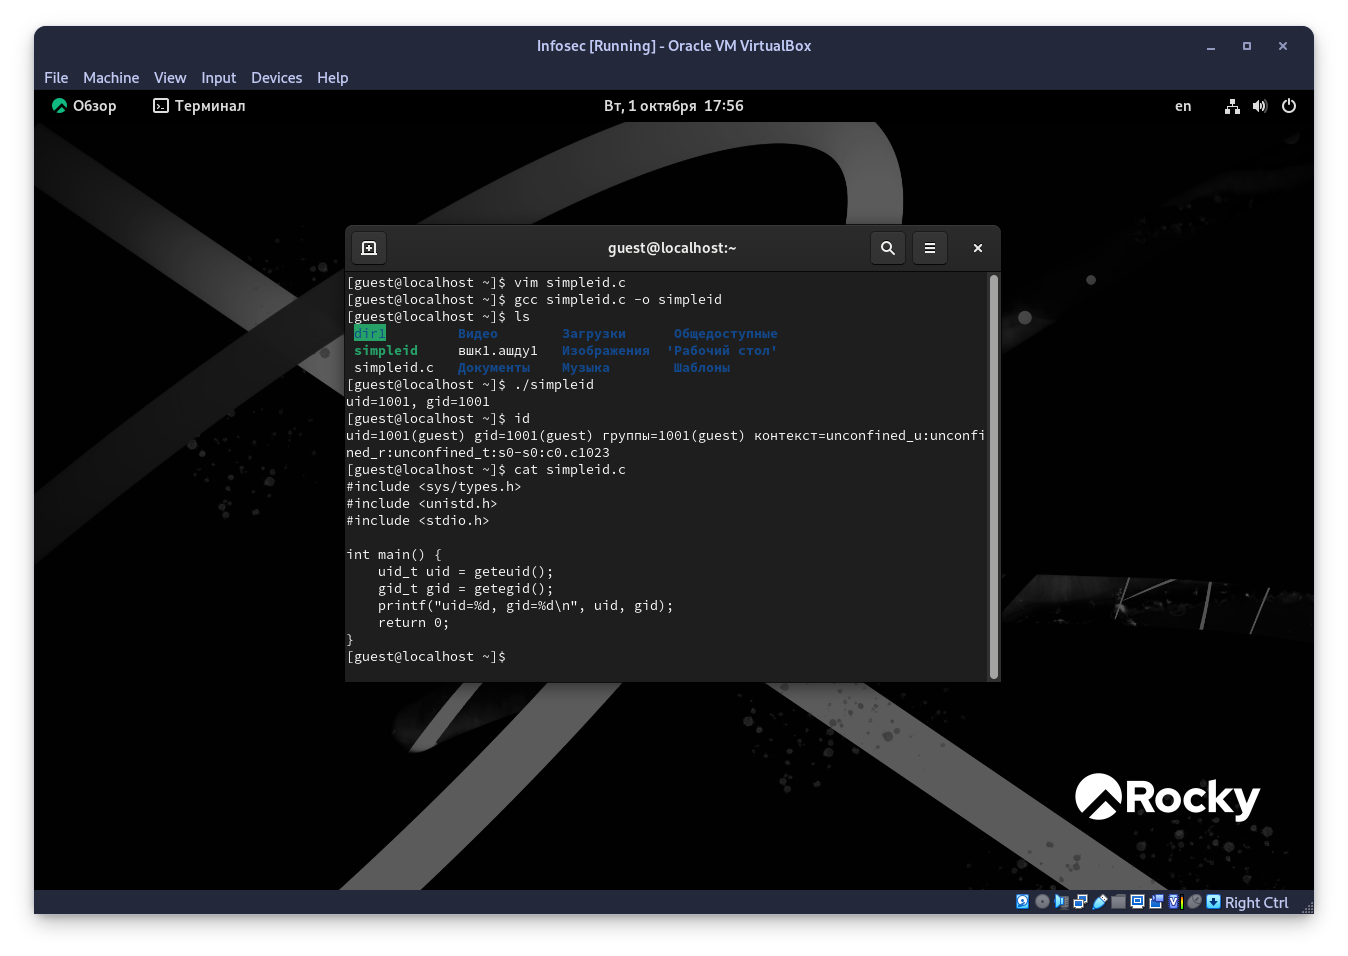 Infosec [Running] - Oracle VM VirtualBox
File Machine View Input Devices Help
Обзор Терминал Вт, 1 октября 17:56 en
guest@localhost:~
[guest@localhost ~]$ vim simpleid.c
[guest@localhost ~]$ gcc simpleid.c -o simpleid
[guest@localhost ~]$ ls
dir1 Видео Загрузки Общедоступные
simpleid вшк1.ашду1 Изображения 'Рабочий стол'
simpleid.c Документы Музыка Шаблоны
[guest@localhost ~]$ ./simpleid
uid=1001, gid=1001
[guest@localhost ~]$ id
uid=1001(guest) gid=1001(guest) группы=1001(guest) контекст=unconfined_u:unconfi
ned_r:unconfined_t:s0-s0:c0.c1023
[guest@localhost ~]$ cat simpleid.c
#include <sys/types.h>
#include <unistd.h>
#include <stdio.h>
int main() {
    uid_t uid = geteuid();
    gid_t gid = getegid();
    printf("uid=%d, gid=%d\n", uid, gid);
    return 0;
}
[guest@localhost ~]$
Rocky
Right Ctrl